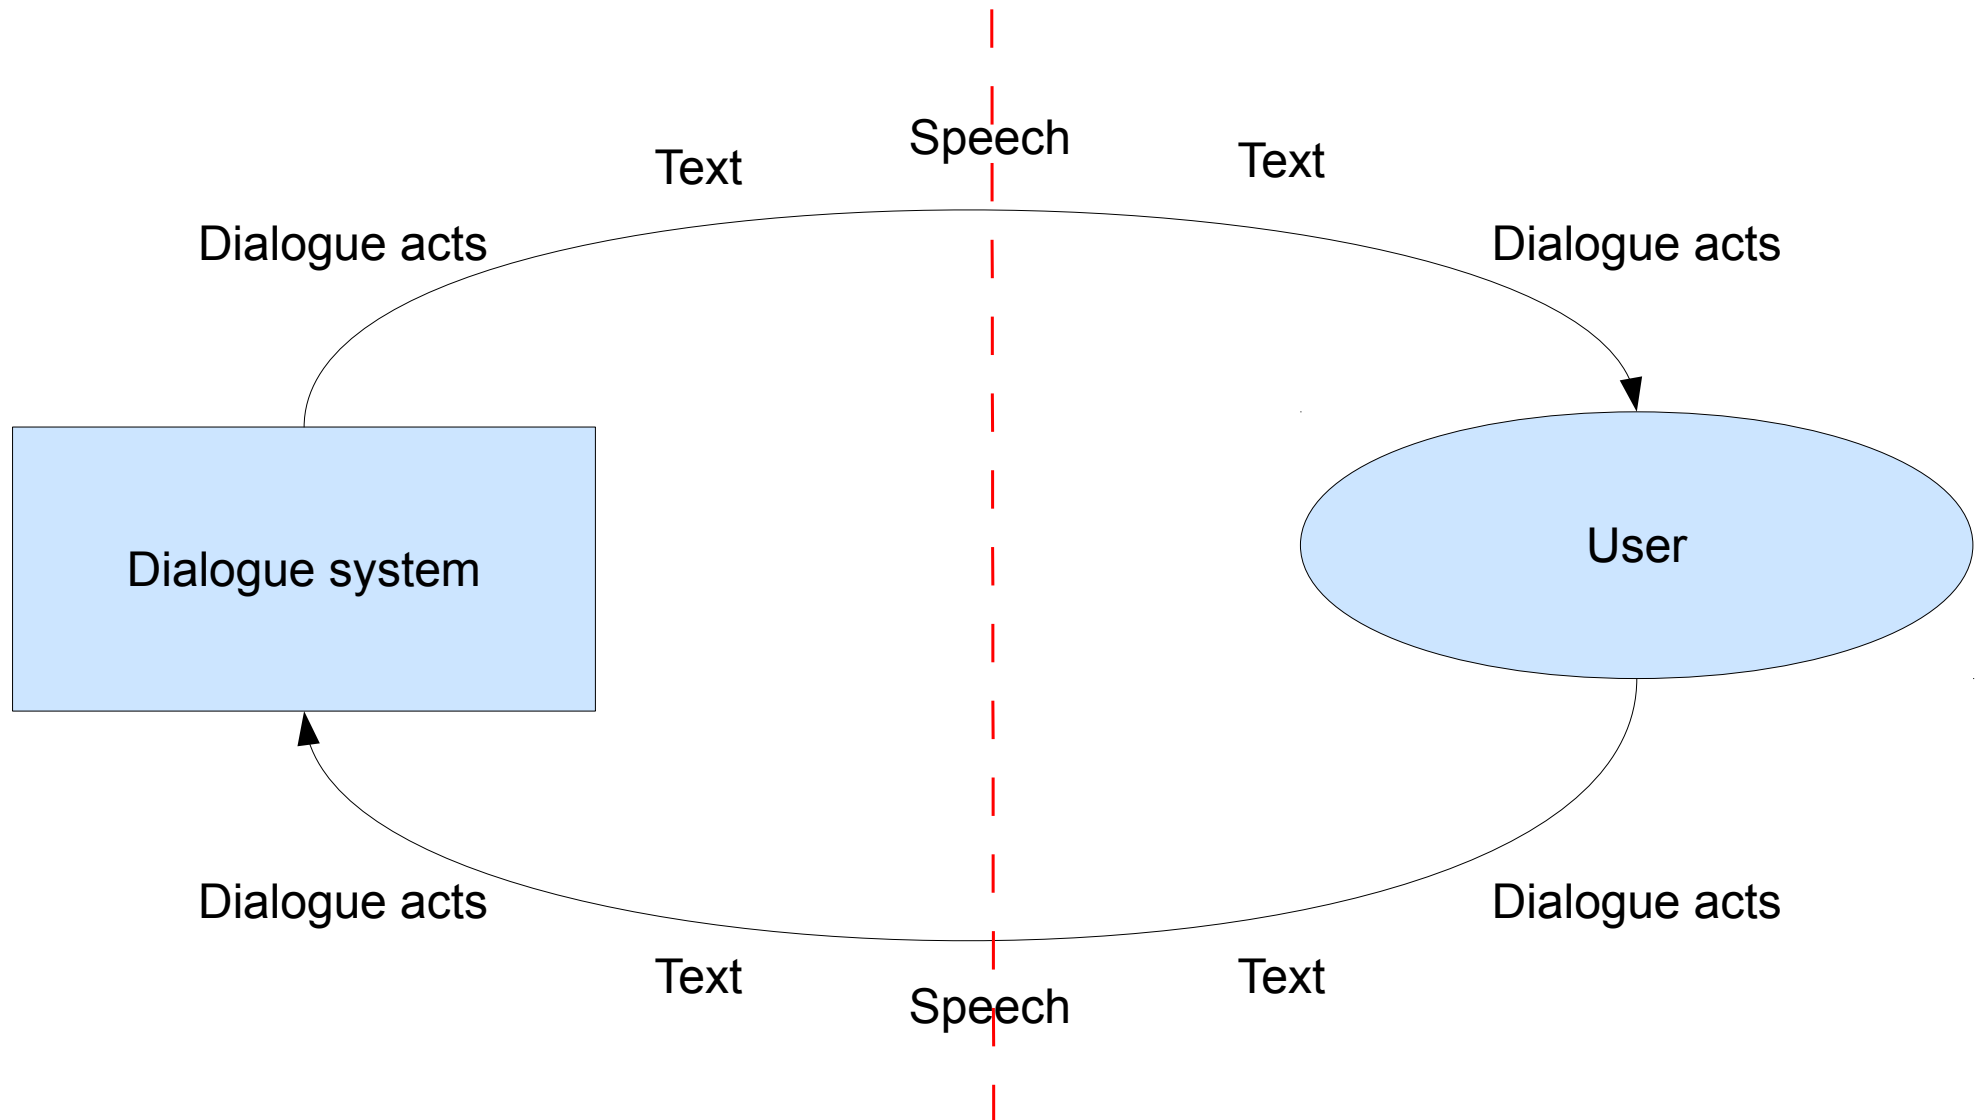 Speech
Text
Text
Dialogue acts
Dialogue acts
Dialogue system
User
Dialogue acts
Dialogue acts
Text
Text
Speech